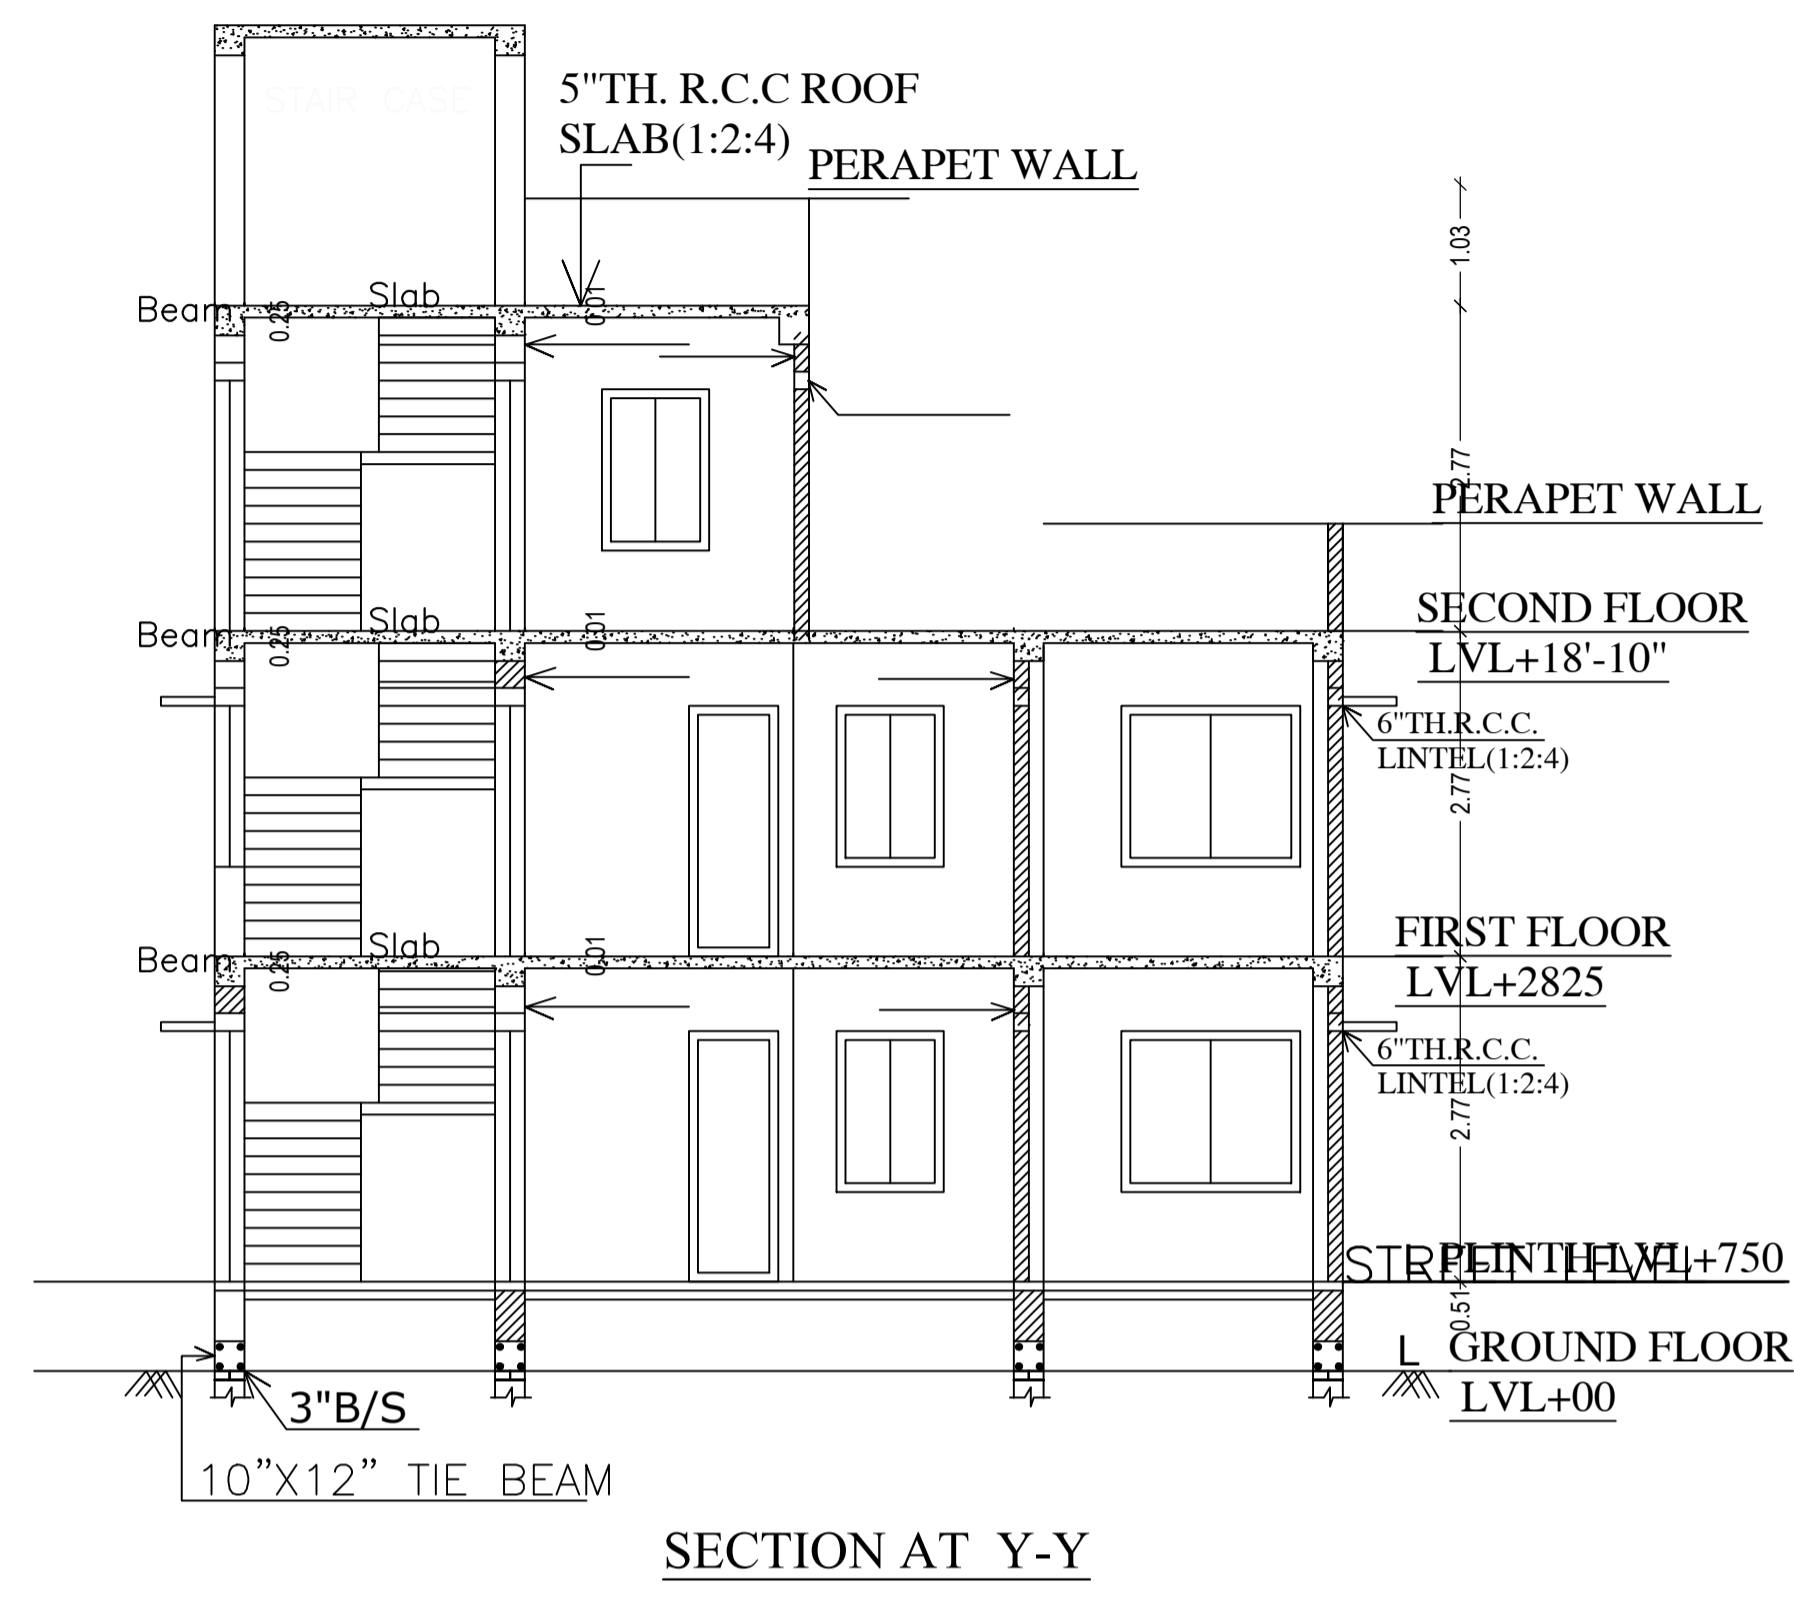 STAIR CASE
5"TH. R.C.C ROOF
SLAB(1:2:4)
PERAPET WALL
1.03
Beam
0.25
Slab
0.01
2.77
PERAPET WALL
SECOND FLOOR
LVL+18'-10"
Beam
0.25
Slab
0.01
6"TH.R.C.C.
LINTEL(1:2:4)
2.77
FIRST FLOOR
LVL+2825
Beam
0.25
Slab
0.01
6"TH.R.C.C.
LINTEL(1:2:4)
2.77
STREET LEVEL
PLINTH LVL+750
0.51
L GROUND FLOOR
LVL+00
3"B/S
10”X12” TIE BEAM
SECTION AT Y-Y